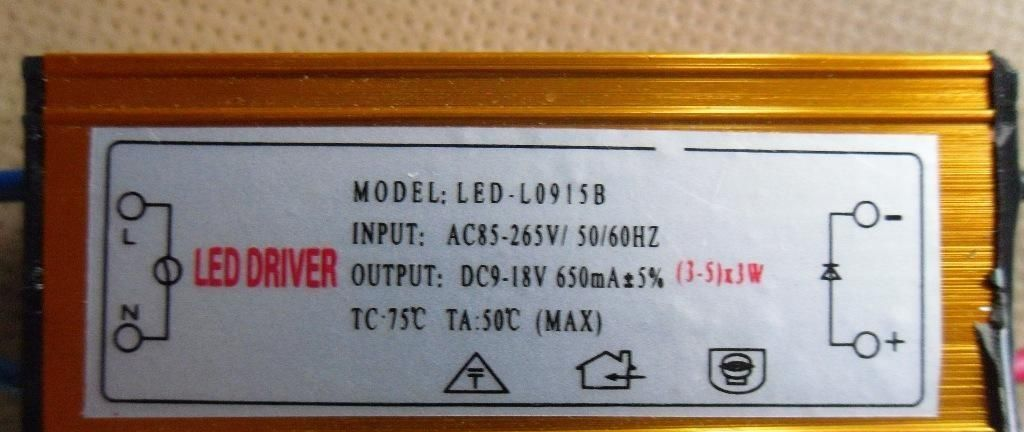 MODEL: LED-L0915B
INPUT: AC85-265V/ 50/60HZ
LED DRIVER
OUTPUT: DC9-18V 650mA±5% (3-5)x3W
TC·75℃ TA:50℃ (MAX)
L
N
-
+
T